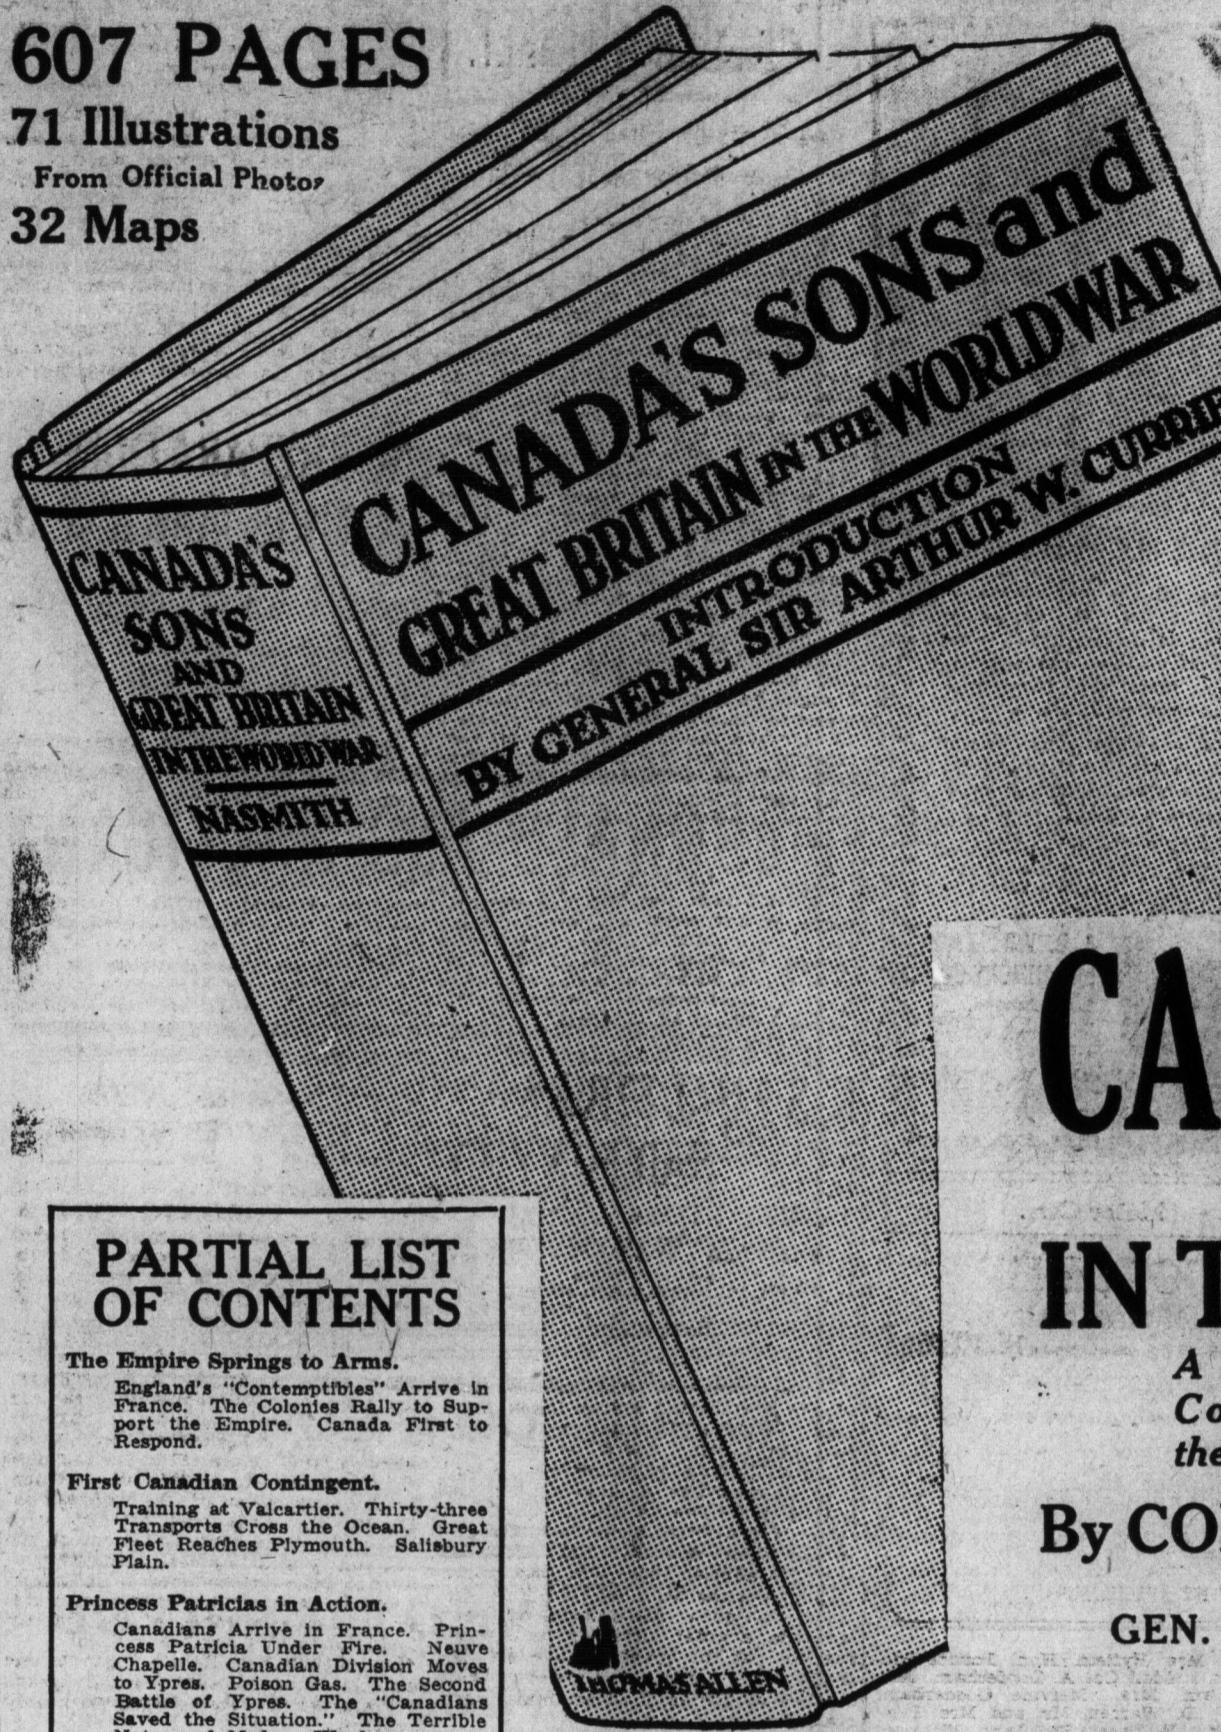 607 PAGES
71 Illustrations
From Official Photos
32 Maps
CANADA'S SONS and
GREAT BRITAIN IN THE WORLD WAR
INTRODUCTION
BY GENERAL SIR ARTHUR W. CURRIE
CANADA'S
SONS
AND
GREAT BRITAIN
IN THE WORLD WAR
NASMITH
THOMAS ALLEN
PARTIAL LIST
OF CONTENTS
The Empire Springs to Arms.
England's "Contemptibles" Arrive in
France. The Colonies Rally to Sup-
port the Empire. Canada First to
Respond.
First Canadian Contingent.
Training at Valcartier. Thirty-three
Transports Cross the Ocean. Great
Fleet Reaches Plymouth. Salisbury
Plain.
Princess Patricias in Action.
Canadians Arrive in France. Prin-
cess Patricia Under Fire. Neuve
Chapelle. Canadian Division Moves
to Ypres. Poison Gas. The Second
Battle of Ypres. The "Canadians
Saved the Situation." The Terrible
CA
IN T
A
Co
the
By CO
GEN.